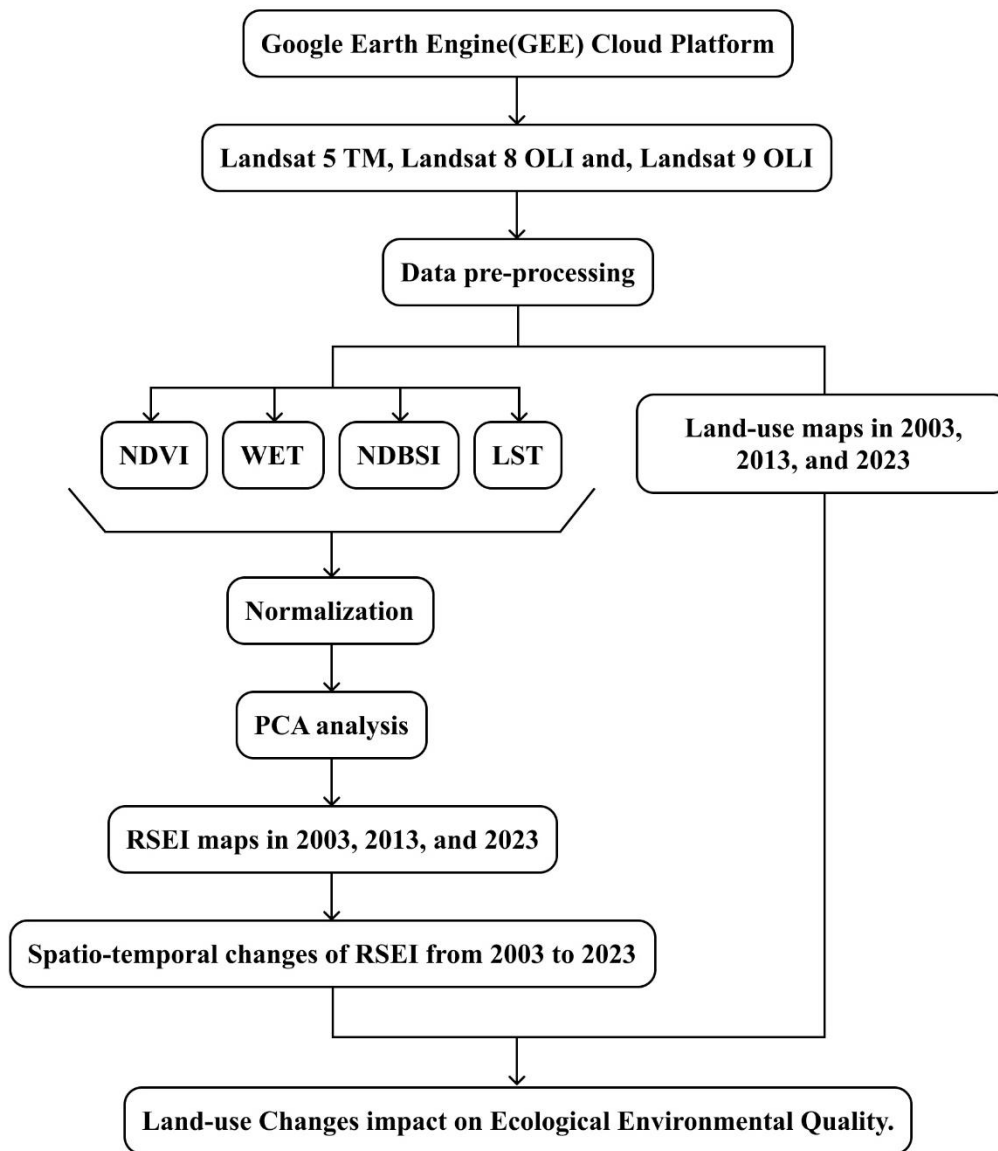 Google Earth Engine(GEE) Cloud Platform
Landsat 5 TM, Landsat 8 OLI and, Landsat 9 OLI
Data pre-processing
NDVI
WET
NDBSI
LST
Land-use maps in 2003,
2013, and 2023
Normalization
PCA analysis
RSEI maps in 2003, 2013, and 2023
Spatio-temporal changes of RSEI from 2003 to 2023
Land-use Changes impact on Ecological Environmental Quality.